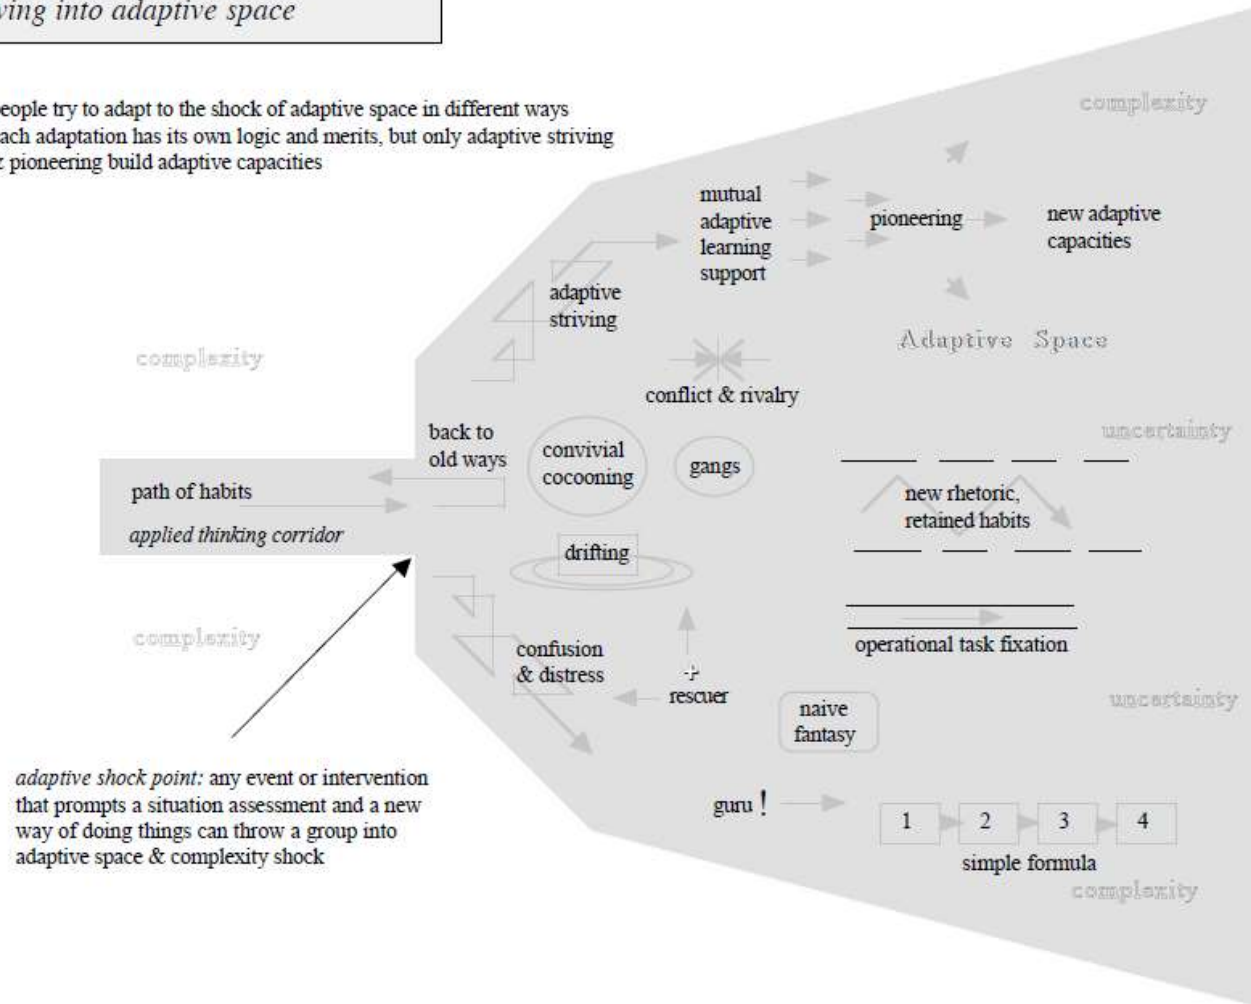 ving into adaptive space
eople try to adapt to the shock of adaptive space in different ways
ach adaptation has its own logic and merits, but only adaptive striving
pioneering build adaptive capacities
complexity
mutual
adaptive
learning
support
pioneering
new adaptive
capacities
adaptive
striving
Adaptive Space
complexity
conflict & rivalry
back to
old ways
convivial
cocooning
gangs
uncertainty
path of habits
applied thinking corridor
new rhetoric,
retained habits
drifting
complexity
confusion
& distress
+
rescuer
operational task fixation
uncertainty
naive
fantasy
adaptive shock point: any event or intervention
that prompts a situation assessment and a new
way of doing things can throw a group into
adaptive space & complexity shock
guru !
1 2 3 4
simple formula
complexity